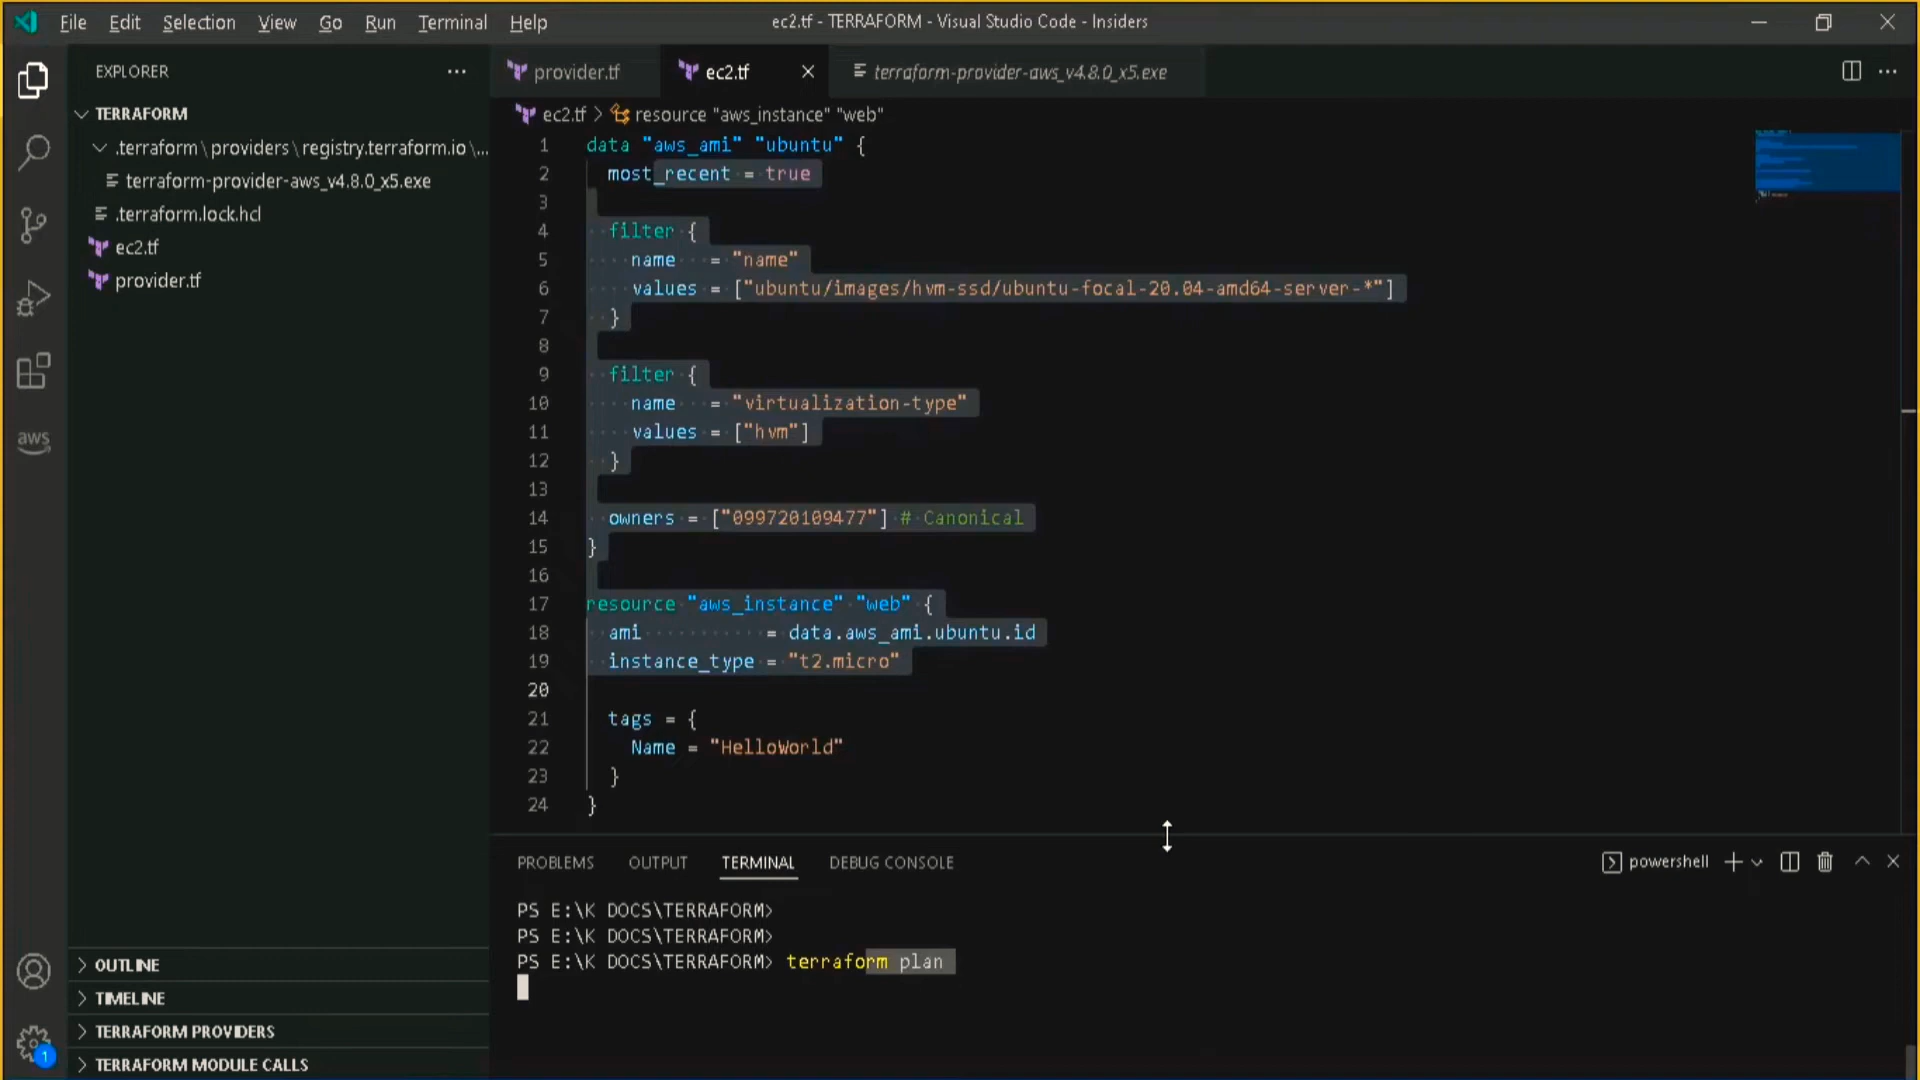 File Edit Selection View Go Run Terminal Help
ec2.tf - TERRAFORM - Visual Studio Code - Insiders
EXPLORER
TERRAFORM
.terraform\providers\registry.terraform.io\...
terraform-provider-aws_v4.8.0_x5.exe
.terraform.lock.hcl
ec2.tf
provider.tf
aws
OUTLINE
TIMELINE
TERRAFORM PROVIDERS
TERRAFORM MODULE CALLS
1
provider.tf ec2.tf terraform-provider-aws_v4.8.0_x5.exe
ec2.tf > resource "aws_instance" "web"
1 data "aws_ami" "ubuntu" {
2 most_recent = true
3
4 filter {
5 name = "name"
6 values = ["ubuntu/images/hvm-ssd/ubuntu-focal-20.04-amd64-server-*"]
7 }
8
9 filter {
10 name = "virtualization-type"
11 values = ["hvm"]
12 }
13
14 owners = ["099720109477"] # Canonical
15 }
16
17 resource "aws_instance" "web" {
18 ami = data.aws_ami.ubuntu.id
19 instance_type = "t2.micro"
20
21 tags = {
22 Name = "HelloWorld"
23 }
24 }
PROBLEMS OUTPUT TERMINAL DEBUG CONSOLE
powershell
PS E:\K DOCS\TERRAFORM>
PS E:\K DOCS\TERRAFORM>
PS E:\K DOCS\TERRAFORM> terraform plan